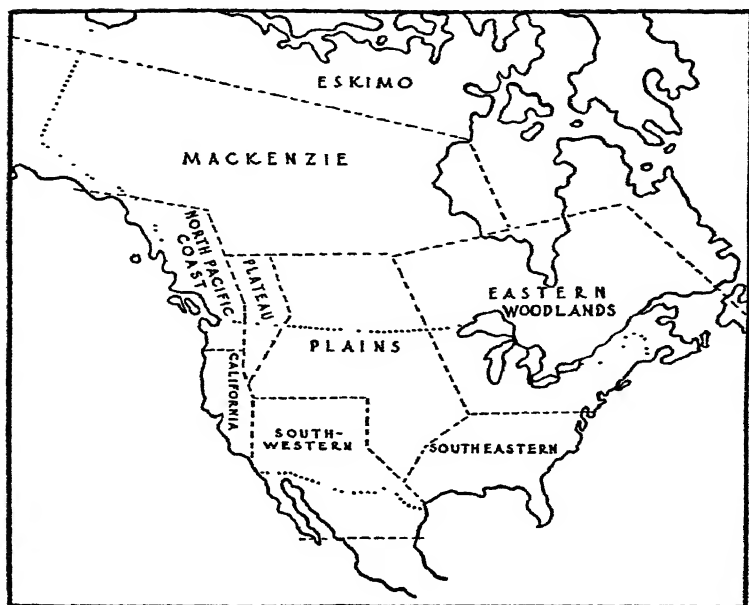 ESKIMO
MACKENZIE
NORTH PACIFIC
COAST
PLATEAU
EASTERN
WOODLANDS
PLAINS
CALIFORNIA
SOUTH-
WESTERN
SOUTHEASTERN